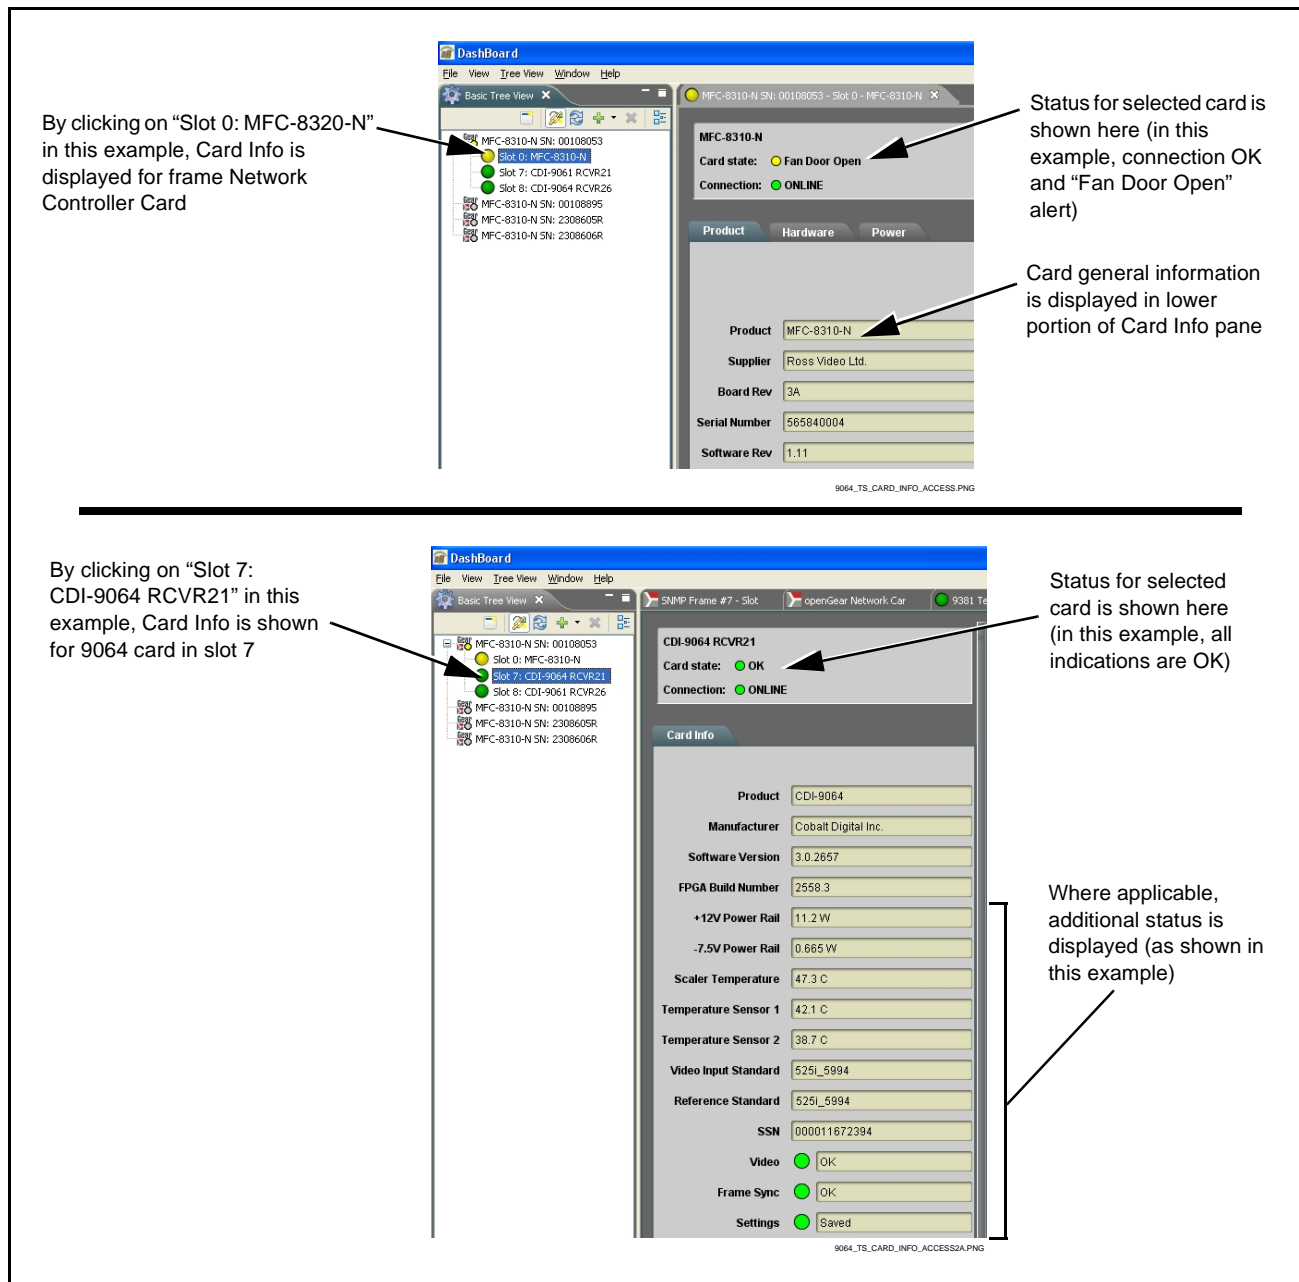 DashBoard
File View Tree View Window Help
Basic Tree View
MFC-8310-N SN: 00108053 - Slot 0 - MFC-8310-N
By clicking on “Slot 0: MFC-8320-N”
in this example, Card Info is
displayed for frame Network
Controller Card
Gear MFC-8310-N SN: 00108053
Slot 0: MFC-8310-N
Slot 7: CDI-9061 RCVR21
Slot 8: CDI-9064 RCVR26
Gear MFC-8310-N SN: 00108895
Gear MFC-8310-N SN: 2308605R
Gear MFC-8310-N SN: 2308606R
MFC-8310-N
Card state: Fan Door Open
Connection: ONLINE
Status for selected card is
shown here (in this
example, connection OK
and “Fan Door Open”
alert)
Product Hardware Power
Card general information
is displayed in lower
portion of Card Info pane
Product MFC-8310-N
Supplier Ross Video Ltd.
Board Rev 3A
Serial Number 565840004
Software Rev 1.11
9064_TS_CARD_INFO_ACCESS.PNG
DashBoard
File View Tree View Window Help
Basic Tree View
SNMP Frame #7 - Slot
openGear Network Car
9381 Te
By clicking on “Slot 7:
CDI-9064 RCVR21” in this
example, Card Info is shown
for 9064 card in slot 7
Gear MFC-8310-N SN: 00108053
Slot 0: MFC-8310-N
Slot 7: CDI-9064 RCVR21
Slot 8: CDI-9061 RCVR26
Gear MFC-8310-N SN: 00108895
Gear MFC-8310-N SN: 2308605R
Gear MFC-8310-N SN: 2308606R
CDI-9064 RCVR21
Card state: OK
Connection: ONLINE
Status for selected
card is shown here
(in this example, all
indications are OK)
Card Info
Product CDI-9064
Manufacturer Cobalt Digital Inc.
Software Version 3.0.2657
FPGA Build Number 2558.3
+12V Power Rail 11.2 W
-7.5V Power Rail 0.665 W
Scaler Temperature 47.3 C
Temperature Sensor 1 42.1 C
Temperature Sensor 2 38.7 C
Video Input Standard 525i_5994
Reference Standard 525i_5994
SSN 000011672394
Video OK
Frame Sync OK
Settings Saved
Where applicable,
additional status is
displayed (as shown in
this example)
9064_TS_CARD_INFO_ACCESS2A.PNG